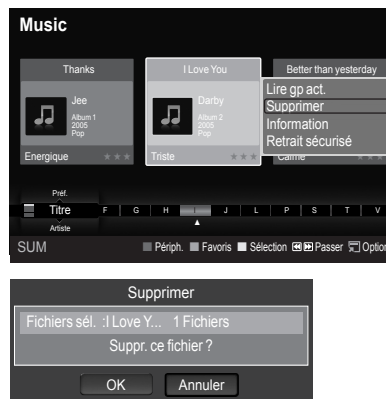 Music
Thanks
I Love You
Better than yesterday
Jee
Album 1
2005
Pop
Darby
Album 2
2005
Pop
Lire gp act.
Supprimer
Information
Retrait sécurisé
Energique
Triste
Calme
Préf.
Titre F G H I J L P S T V
Artiste
SUM Périph. Favoris Sélection Passer Option
Supprimer
Fichiers sél. :I Love Y... 1 Fichiers
Suppr. ce fichier ?
OK Annuler